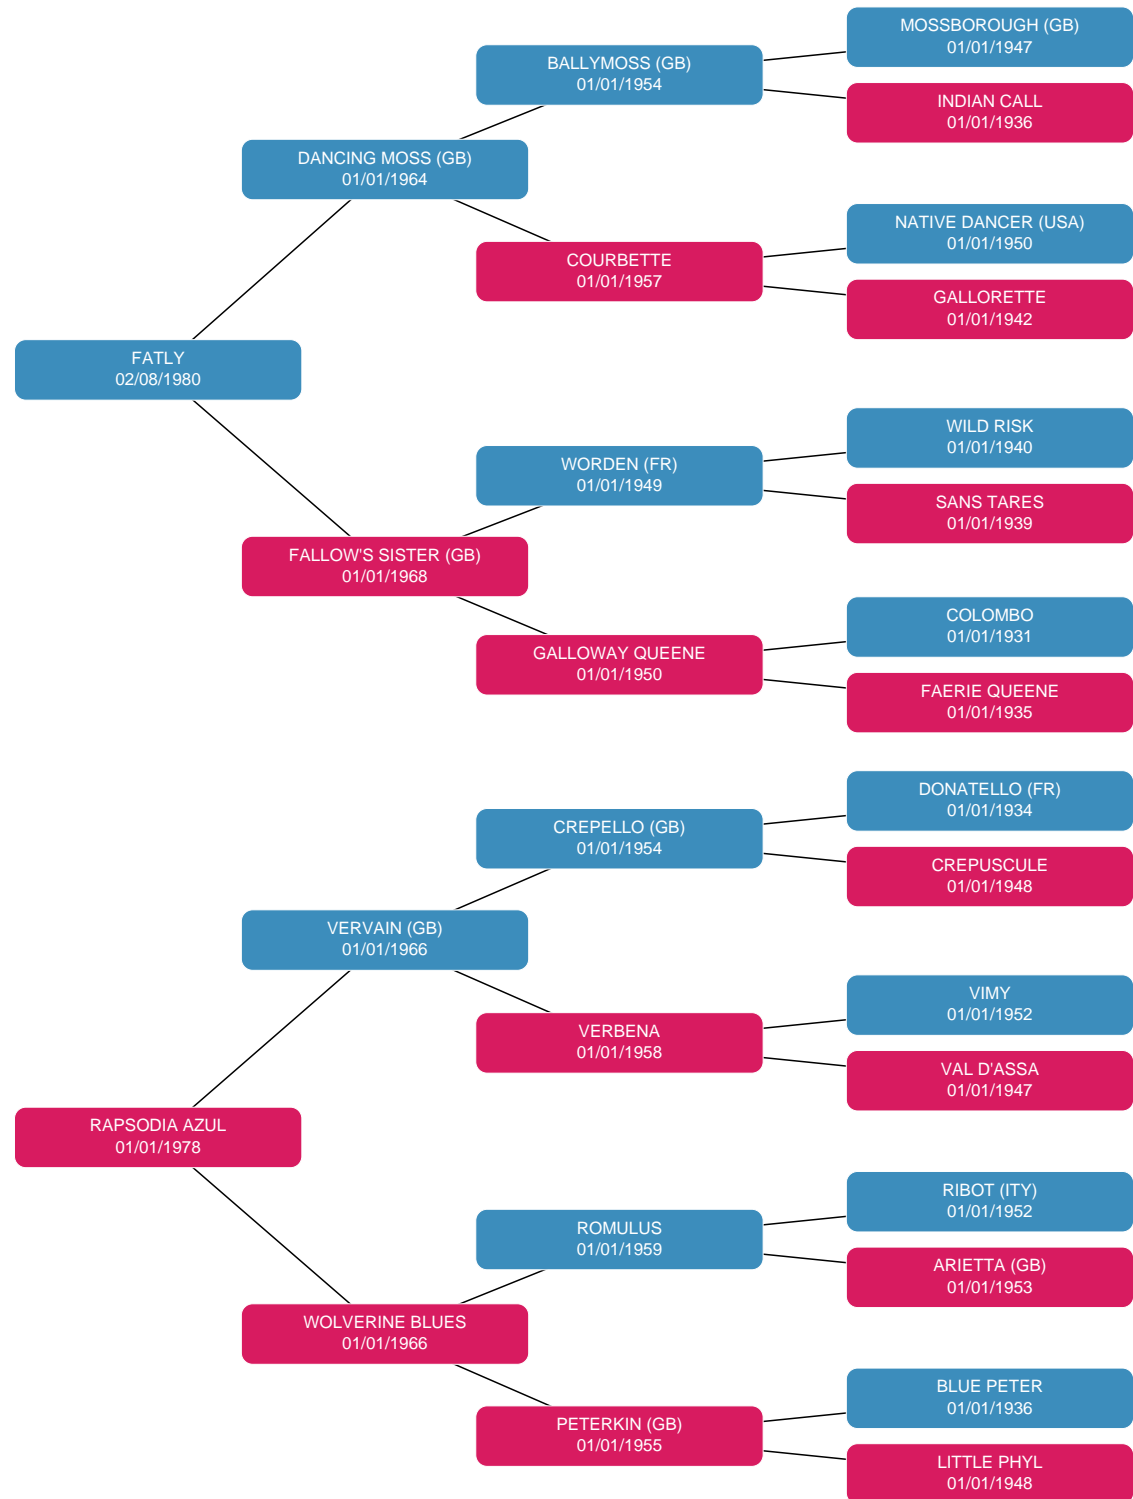 MOSSBOROUGH (GB)
01/01/1947
BALLYMOSS (GB)
01/01/1954
INDIAN CALL
01/01/1936
DANCING MOSS (GB)
01/01/1964
NATIVE DANCER (USA)
01/01/1950
COURBETTE
01/01/1957
GALLORETTE
01/01/1942
FATLY
02/08/1980
WILD RISK
01/01/1940
WORDEN (FR)
01/01/1949
SANS TARES
01/01/1939
FALLOW'S SISTER (GB)
01/01/1968
COLOMBO
01/01/1931
GALLOWAY QUEENE
01/01/1950
FAERIE QUEENE
01/01/1935
DONATELLO (FR)
01/01/1934
CREPELLO (GB)
01/01/1954
CREPUSCULE
01/01/1948
VERVAIN (GB)
01/01/1966
VIMY
01/01/1952
VERBENA
01/01/1958
VAL D'ASSA
01/01/1947
RAPSODIA AZUL
01/01/1978
RIBOT (ITY)
01/01/1952
ROMULUS
01/01/1959
ARIETTA (GB)
01/01/1953
WOLVERINE BLUES
01/01/1966
BLUE PETER
01/01/1936
PETERKIN (GB)
01/01/1955
LITTLE PHYL
01/01/1948